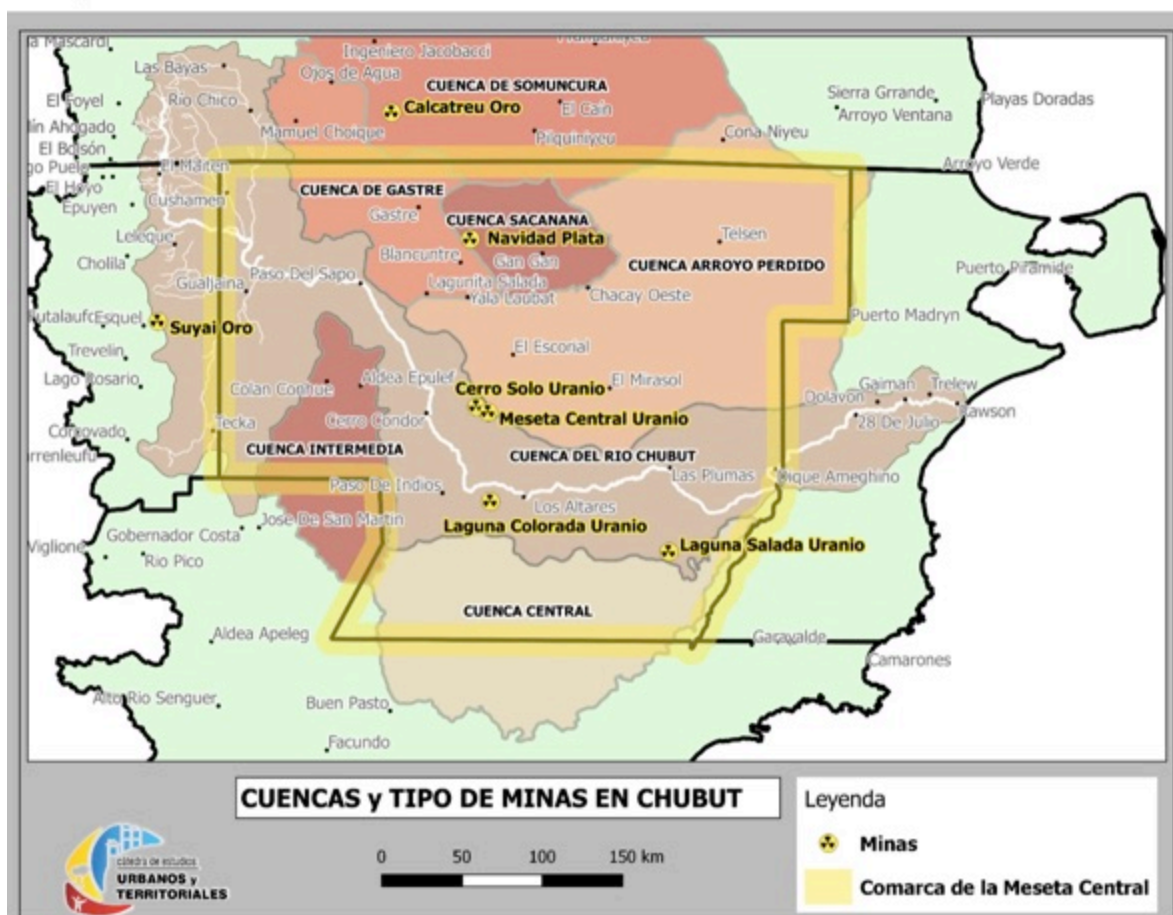 Las Bayas
Ingeniero Jacobacci
Ojos de Agua
CUENCA DE SOMUNCURA
Calcatreu Oro
El Caín
El Foyel
Rio Chico
Mamuel Choique
Pilquiniyeu
Cona Niyeu
Sierra Grrande
Arroyo Ventana
Playas Doradas
Arroyo Verde
El Bolsón
El Maiten
El Hoyo
Epuyen
Cushamen
CUENCA DE GASTRE
Gastre
CUENCA SACANANA
Navidad Plata
Telsen
Leleque
Cholila
Blancuntre
Gan Gan
CUENCA ARROYO PERDIDO
Puerto Piramide
Gualjaina
Paso Del Sapo
Lagunita Salada
Yala Laubat
Chacay Oeste
Esquel
Suyai Oro
Puerto Madryn
Trevelin
El Escorial
Lago Rosario
Colan Conhue
Aldea Epulef
Cerro Solo Uranio
El Mirasol
Meseta Central Uranio
Cerro Condor
Dolavon
Gaiman
Trelew
Rawson
28 De Julio
Corcovado
Tecka
CUENCA INTERMEDIA
CUENCA DEL RIO CHUBUT
Las Plumas
Dique Ameghino
Paso De Indios
Los Altares
Laguna Colorada Uranio
Jose De San Martin
Gobernador Costa
Rio Pico
Laguna Salada Uranio
CUENCA CENTRAL
Aldea Apeleg
Garayalde
Camarones
Alto Rio Senguer
Buen Pasto
Facundo
CUENCAS y TIPO DE MINAS EN CHUBUT
Leyenda
Minas
Comarca de la Meseta Central
cátedra de estudios
URBANOS y
TERRITORIALES
0 50 100 150 km